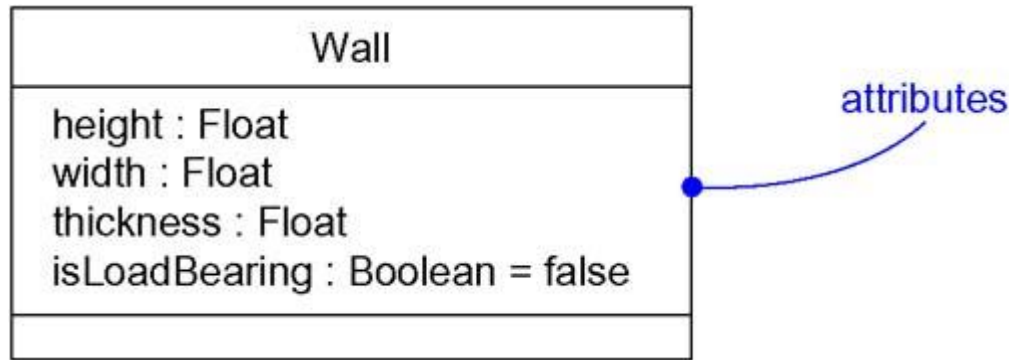 Wall
attributes
height : Float
width : Float
thickness : Float
isLoadBearing : Boolean = false